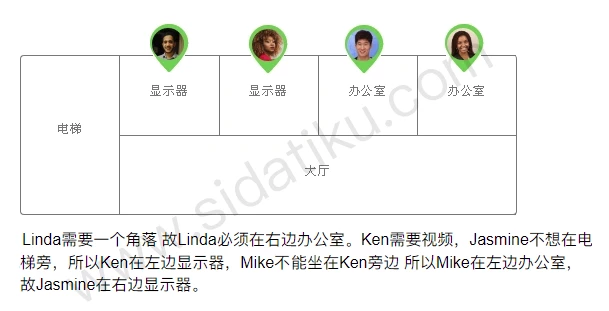 显示器 显示器 办公室 办公室
电梯
大厅
www.sidatiku.com
Linda需要一个角落 故Linda必须在右边办公室。Ken需要视频，Jasmine不想在电
梯旁，所以Ken在左边显示器，Mike不能坐在Ken旁边 所以Mike在左边办公室，
故Jasmine在右边显示器。